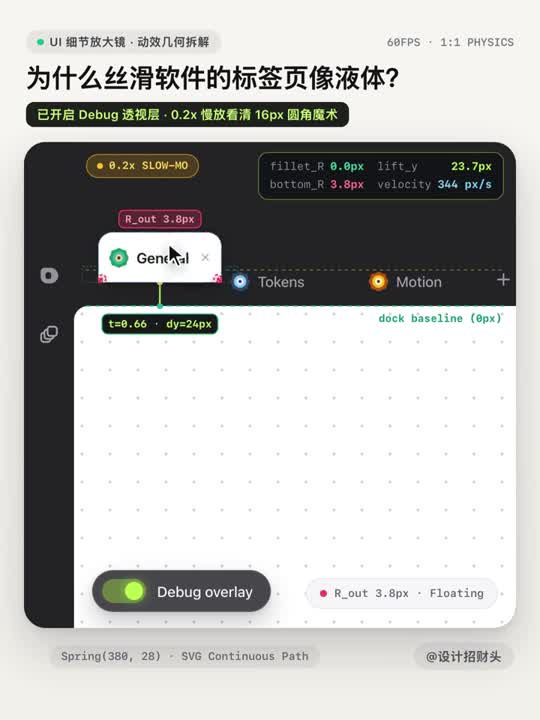 UI 细节放大镜 · 动效几何拆解
60FPS · 1:1 PHYSICS
为什么丝滑软件的标签页像液体?
已开启 Debug 透视层 · 0.2x 慢放看清 16px 圆角魔术
0.2x SLOW-MO
fillet_R 0.0px lift_y 23.7px
bottom_R 3.8px velocity 344 px/s
R_out 3.8px
General ×
Tokens
Motion
+
t=0.66 · dy=24px
dock baseline (0px)
Debug overlay
R_out 3.8px · Floating
Spring(380, 28) · SVG Continuous Path
@设计招财头